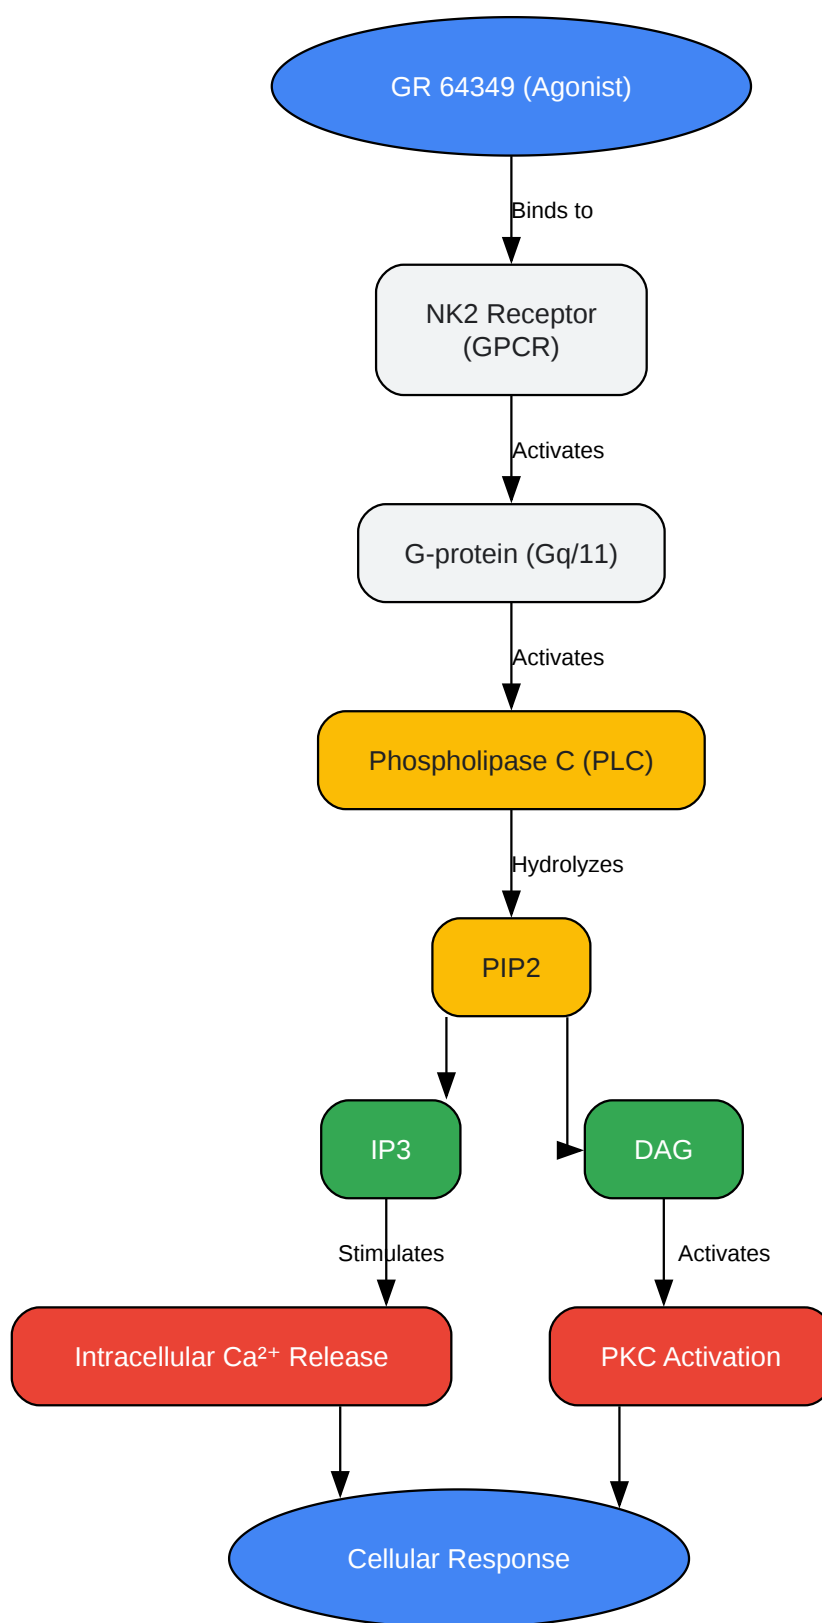 GR 64349 (Agonist)
Binds to
NK2 Receptor
(GPCR)
Activates
G-protein (Gq/11)
Activates
Phospholipase C (PLC)
Hydrolyzes
PIP2
IP3
DAG
Stimulates
Activates
Intracellular Ca²⁺ Release
PKC Activation
Cellular Response